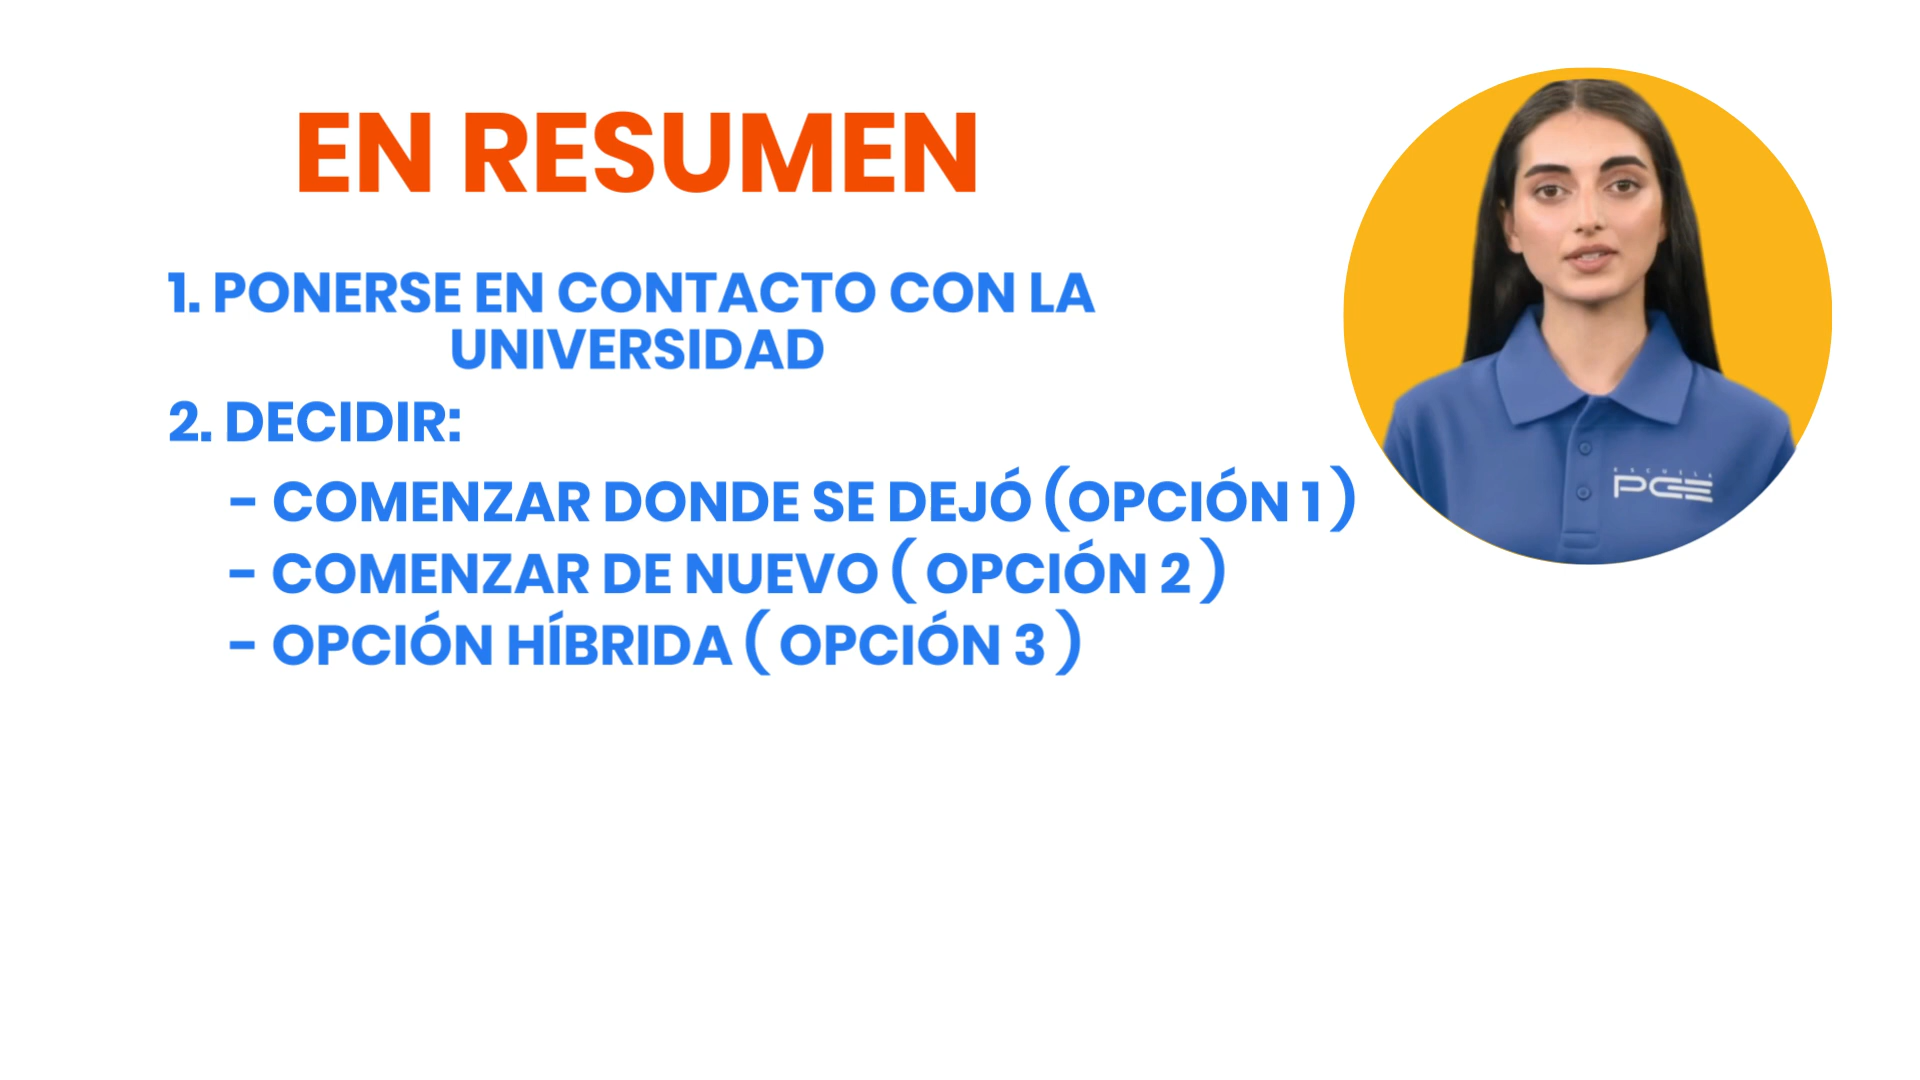 EN RESUMEN
1. PONERSE EN CONTACTO CON LA
UNIVERSIDAD
2. DECIDIR:
- COMENZAR DONDE SE DEJÓ (OPCIÓN 1 )
- COMENZAR DE NUEVO ( OPCIÓN 2 )
- OPCIÓN HÍBRIDA ( OPCIÓN 3 )
ESCUELA
PGE